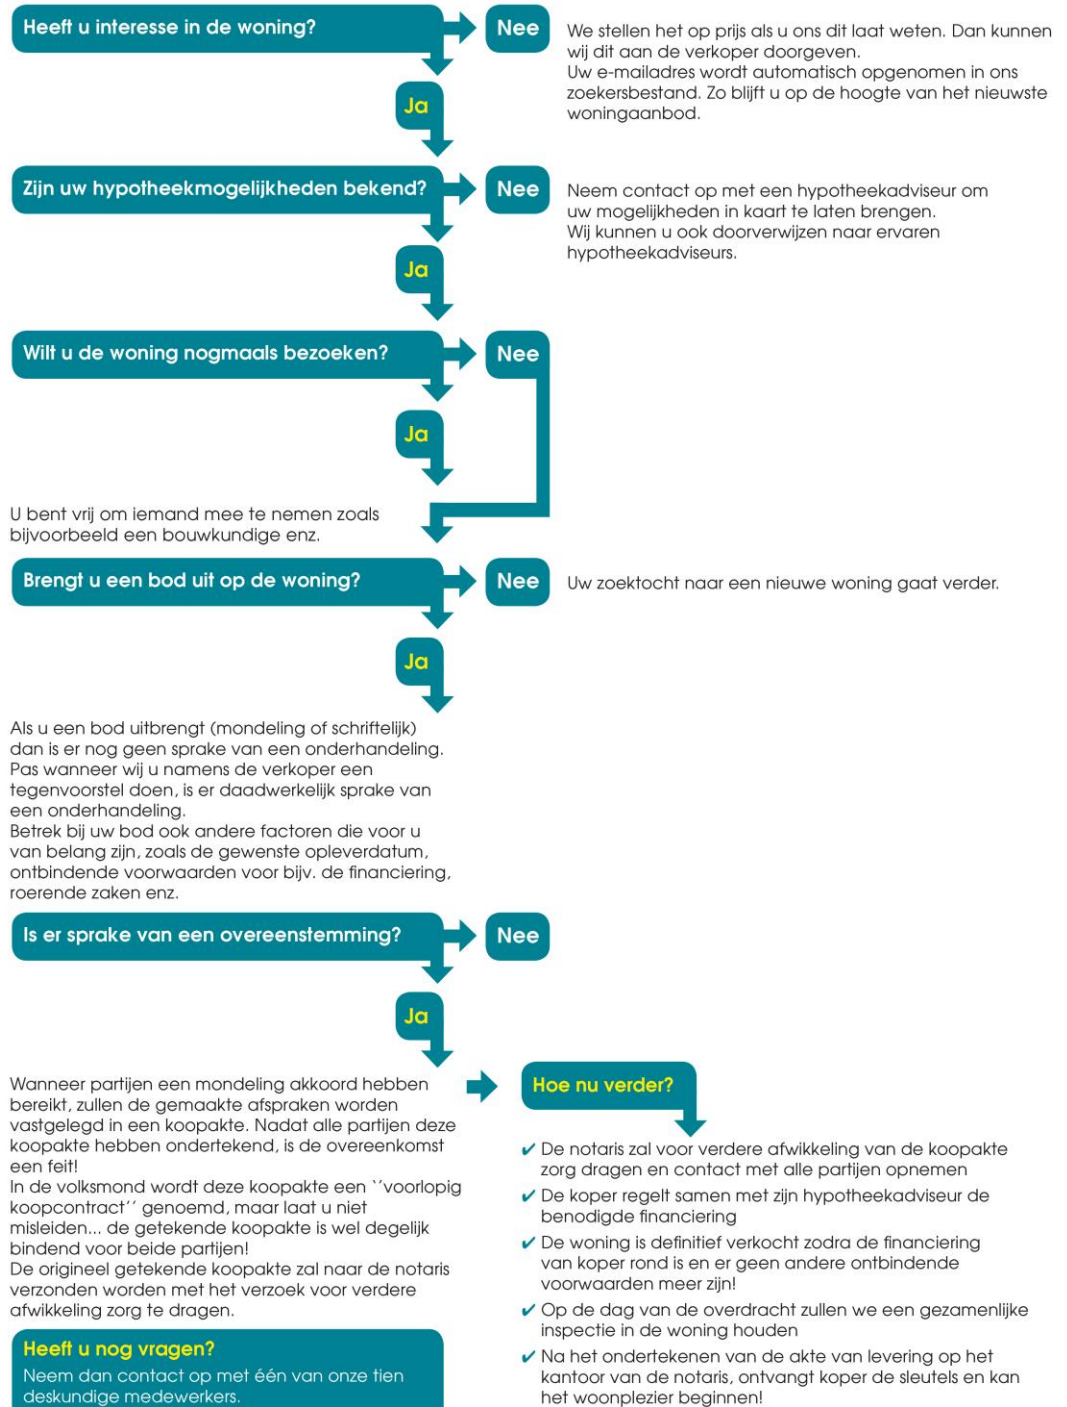 Heeft u interesse in de woning?
Nee
We stellen het op prijs als u ons dit laat weten. Dan kunnen
wij dit aan de verkoper doorgeven.
Uw e-mailadres wordt automatisch opgenomen in ons
zoekersbestand. Zo blijft u op de hoogte van het nieuwste
woningaanbod.
Ja
Zijn uw hypotheekmogelijkheden bekend?
Nee
Neem contact op met een hypotheekadviseur om
uw mogelijkheden in kaart te laten brengen.
Wij kunnen u ook doorverwijzen naar ervaren
hypotheekadviseurs.
Ja
Wilt u de woning nogmaals bezoeken?
Nee
Ja
U bent vrij om iemand mee te nemen zoals
bijvoorbeeld een bouwkundige enz.
Brengt u een bod uit op de woning?
Nee
Uw zoektocht naar een nieuwe woning gaat verder.
Ja
Als u een bod uitbrengt (mondeling of schriftelijk)
dan is er nog geen sprake van een onderhandeling.
Pas wanneer wij u namens de verkoper een
tegenvoorstel doen, is er daadwerkelijk sprake van
een onderhandeling.
Betrek bij uw bod ook andere factoren die voor u
van belang zijn, zoals de gewenste opleverdatum,
ontbindende voorwaarden voor bijv. de financiering,
roerende zaken enz.
Is er sprake van een overeenstemming?
Nee
Ja
Wanneer partijen een mondeling akkoord hebben
bereikt, zullen de gemaakte afspraken worden
vastgelegd in een koopakte. Nadat alle partijen deze
koopakte hebben ondertekend, is de overeenkomst
een feit!
In de volksmond wordt deze koopakte een ``voorlopig
koopcontract´´ genoemd, maar laat u niet
misleiden... de getekende koopakte is wel degelijk
bindend voor beide partijen!
De origineel getekende koopakte zal naar de notaris
verzonden worden met het verzoek voor verdere
afwikkeling zorg te dragen.
Heeft u nog vragen?
Neem dan contact op met één van onze tien
deskundige medewerkers.
Hoe nu verder?
✔ De notaris zal voor verdere afwikkeling van de koopakte
zorg dragen en contact met alle partijen opnemen
✔ De koper regelt samen met zijn hypotheekadviseur de
benodigde financiering
✔ De woning is definitief verkocht zodra de financiering
van koper rond is en er geen andere ontbindende
voorwaarden meer zijn!
✔ Op de dag van de overdracht zullen we een gezamenlijke
inspectie in de woning houden
✔ Na het ondertekenen van de akte van levering op het
kantoor van de notaris, ontvangt koper de sleutels en kan
het woonplezier beginnen!